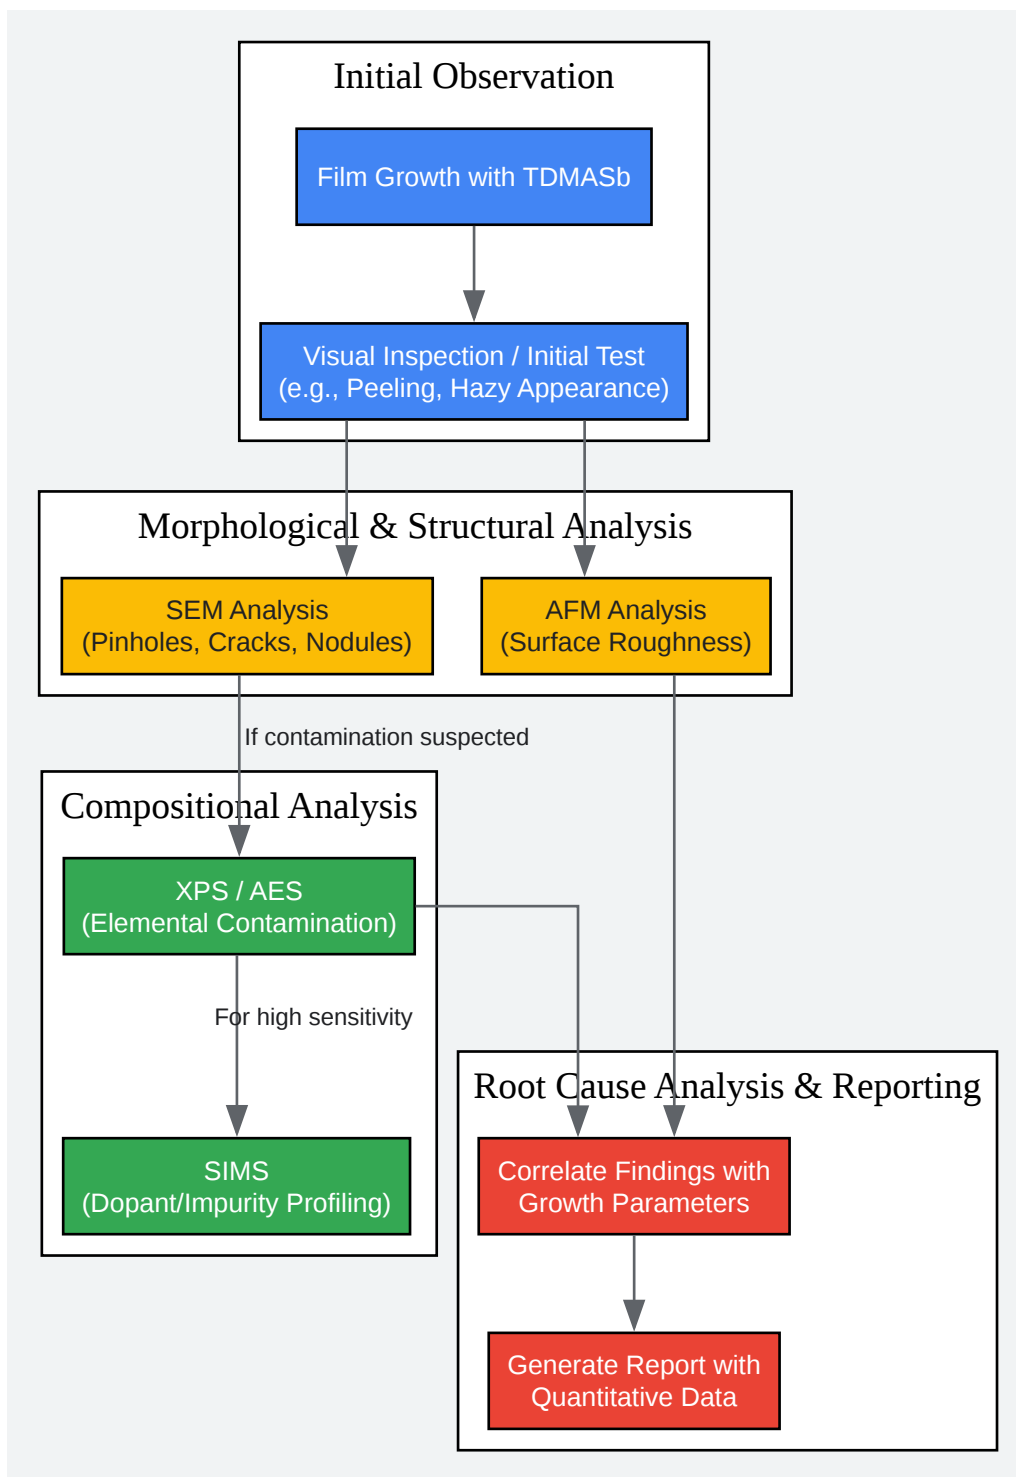 Initial Observation
Film Growth with TDMASb
Visual Inspection / Initial Test
(e.g., Peeling, Hazy Appearance)
Morphological & Structural Analysis
SEM Analysis
(Pinholes, Cracks, Nodules)
AFM Analysis
(Surface Roughness)
If contamination suspected
Compositional Analysis
XPS / AES
(Elemental Contamination)
For high sensitivity
SIMS
(Dopant/Impurity Profiling)
Root Cause Analysis & Reporting
Correlate Findings with
Growth Parameters
Generate Report with
Quantitative Data